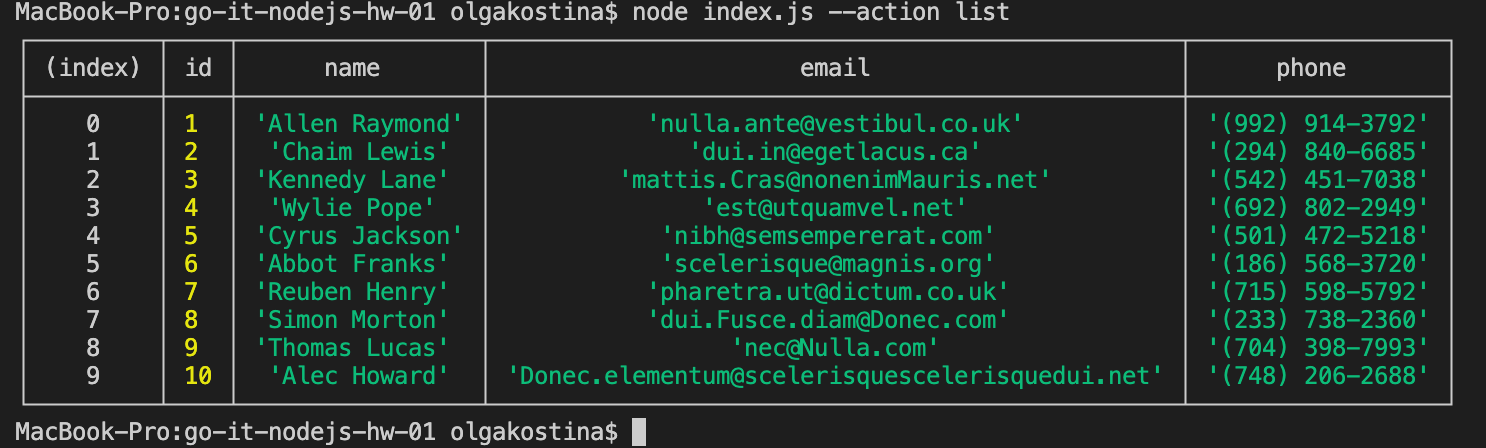 MacBook-Pro:go-it-nodejs-hw-01 olgakostina$ node index.js --action list
(index) id name email phone
0 1 'Allen Raymond' 'nulla.ante@vestibul.co.uk' '(992) 914-3792'
1 2 'Chaim Lewis' 'dui.in@egetlacus.ca' '(294) 840-6685'
2 3 'Kennedy Lane' 'mattis.Cras@nonenimMauris.net' '(542) 451-7038'
3 4 'Wylie Pope' 'est@utquamvel.net' '(692) 802-2949'
4 5 'Cyrus Jackson' 'nibh@semsempererat.com' '(501) 472-5218'
5 6 'Abbot Franks' 'scelerisque@magnis.org' '(186) 568-3720'
6 7 'Reuben Henry' 'pharetra.ut@dictum.co.uk' '(715) 598-5792'
7 8 'Simon Morton' 'dui.Fusce.diam@Donec.com' '(233) 738-2360'
8 9 'Thomas Lucas' 'nec@Nulla.com' '(704) 398-7993'
9 10 'Alec Howard' 'Donec.elementum@scelerisquescelerisquedui.net' '(748) 206-2688'
MacBook-Pro:go-it-nodejs-hw-01 olgakostina$